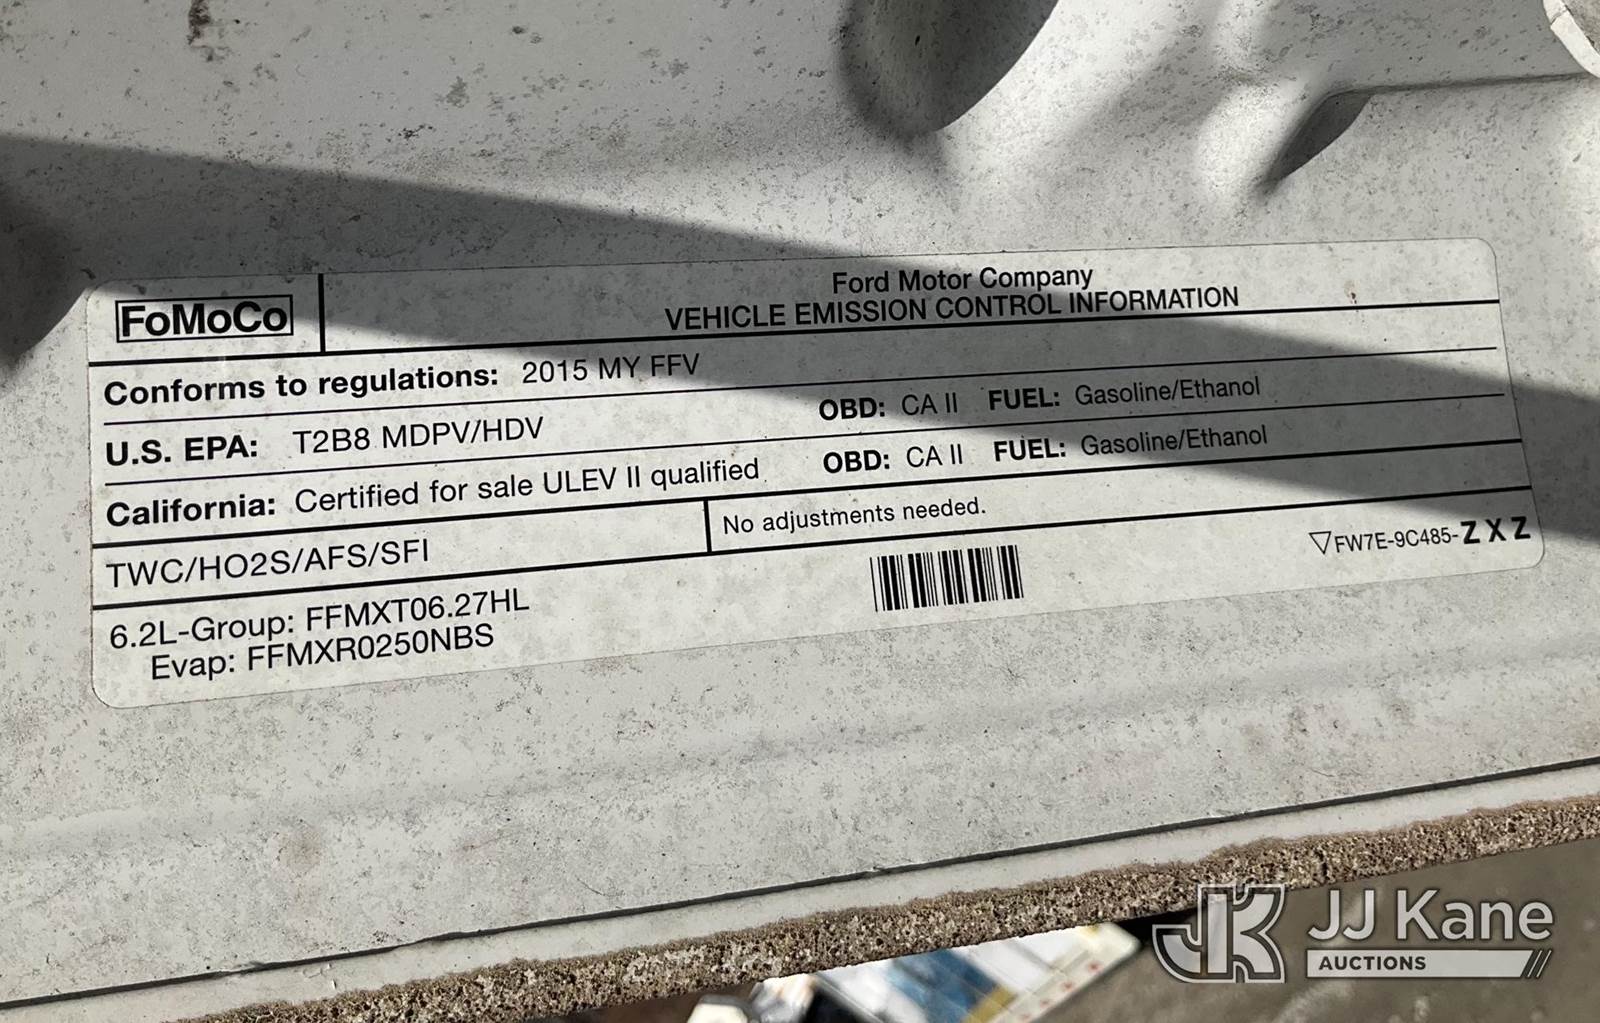 FoMoCo
Ford Motor Company
VEHICLE EMISSION CONTROL INFORMATION
Conforms to regulations: 2015 MY FFV
U.S. EPA: T2B8 MDPV/HDV OBD: CA II FUEL: Gasoline/Ethanol
California: Certified for sale ULEV II qualified OBD: CA II FUEL: Gasoline/Ethanol
TWC/HO2S/AFS/SFI
No adjustments needed.
6.2L-Group: FFMXT06.27HL
Evap: FFMXR0250NBS
▽FW7E-9C485-ZXZ
JK JJ Kane
AUCTIONS